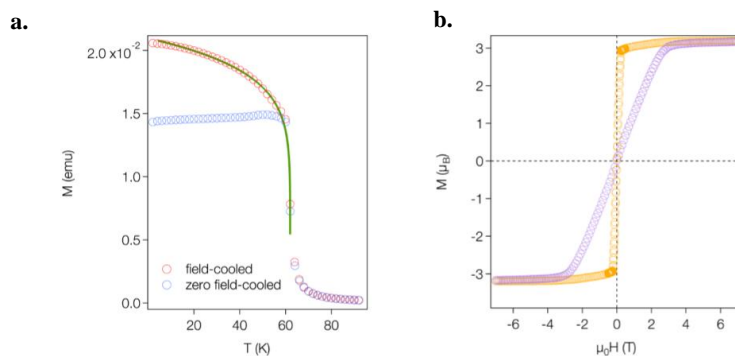 a.
2.0 x10⁻²
1.5
1.0
0.5
0.0
M (emu)
field-cooled
zero field-cooled
20
40
60
80
T (K)
b.
3
2
1
0
-1
-2
-3
M (μB)
-6
-4
-2
0
2
4
6
μ₀H (T)